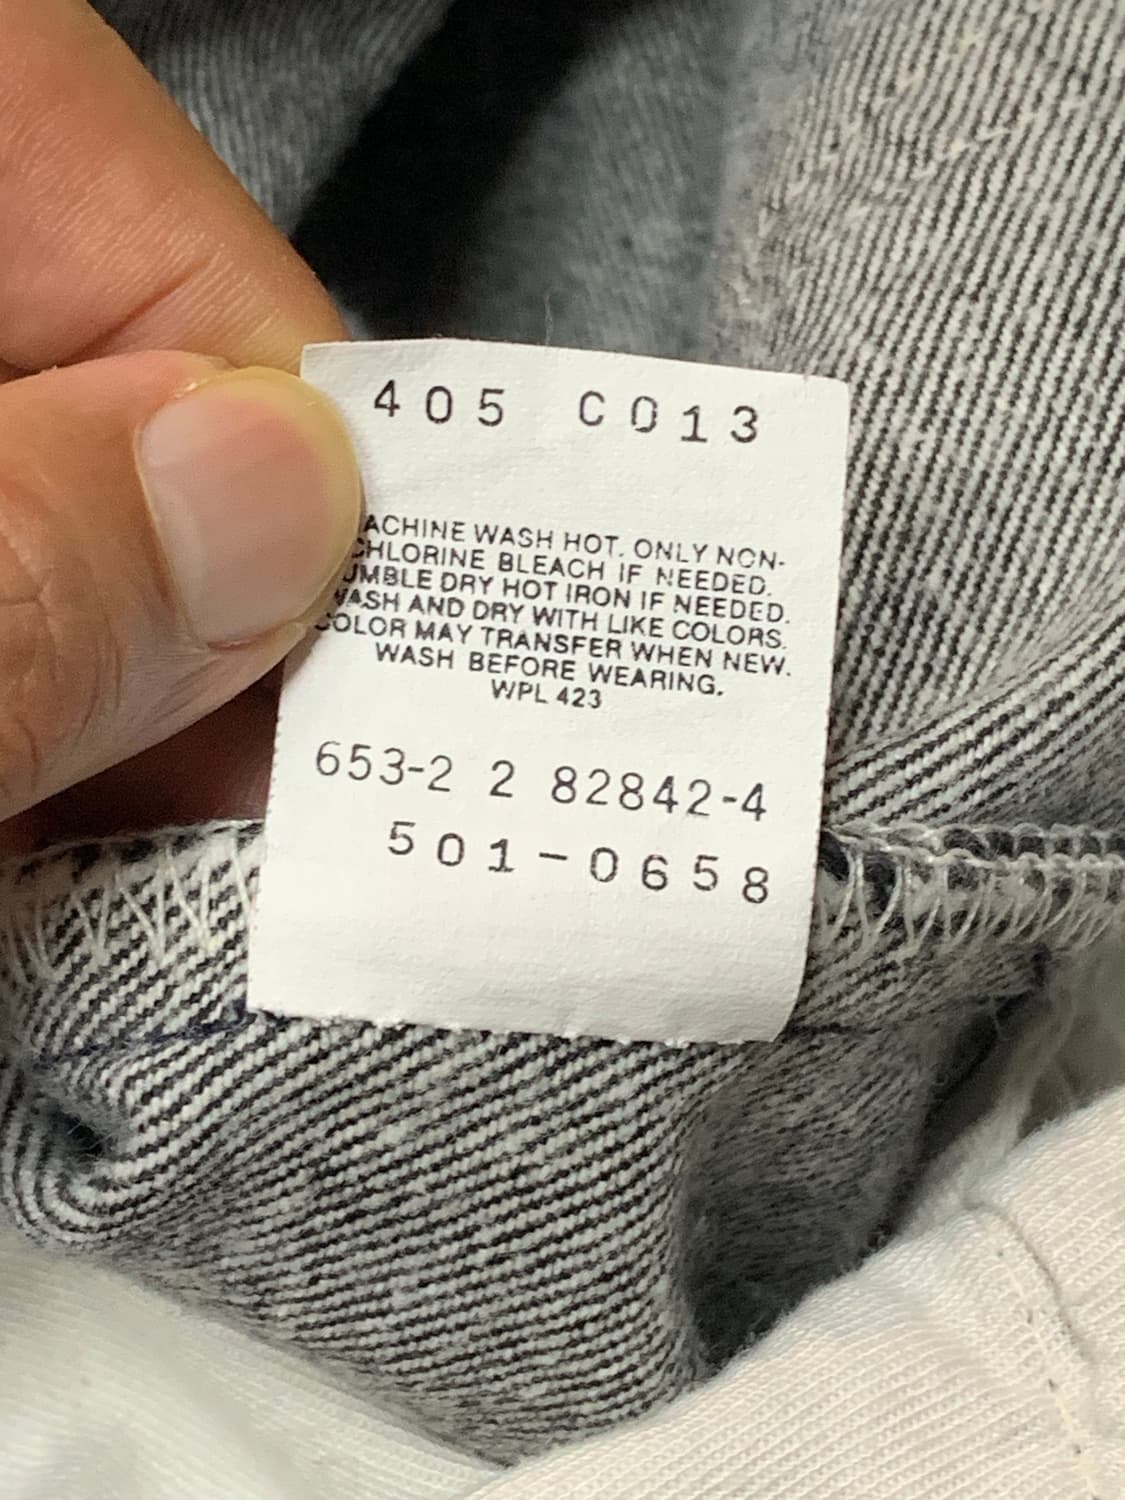 405 C013
ACHINE WASH HOT. ONLY NON-
CHLORINE BLEACH IF NEEDED.
UMBLE DRY HOT IRON IF NEEDED.
WASH AND DRY WITH LIKE COLORS.
COLOR MAY TRANSFER WHEN NEW.
WASH BEFORE WEARING.
WPL 423
653-2 2 82842-4
501-0658